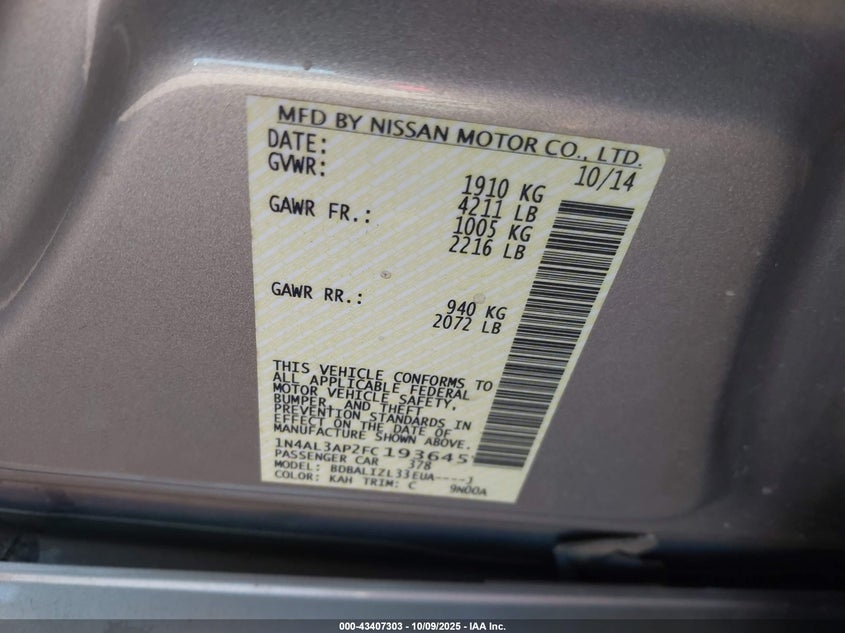 MFD BY NISSAN MOTOR CO., LTD.
DATE: 10/14
GVWR: 1910 KG
4211 LB
GAWR FR.: 1005 KG
2216 LB
GAWR RR.: 940 KG
2072 LB
THIS VEHICLE CONFORMS TO
ALL APPLICABLE FEDERAL
MOTOR VEHICLE SAFETY,
BUMPER, AND THEFT
PREVENTION STANDARDS IN
EFFECT ON THE DATE OF
MANUFACTURE SHOWN ABOVE.
1N4AL3AP2FC193645
PASSENGER CAR 378
MODEL: BDBALIZL33EUA----J
COLOR: KAH TRIM: C 9N00A
000-43407303 - 10/09/2025 - IAA Inc.